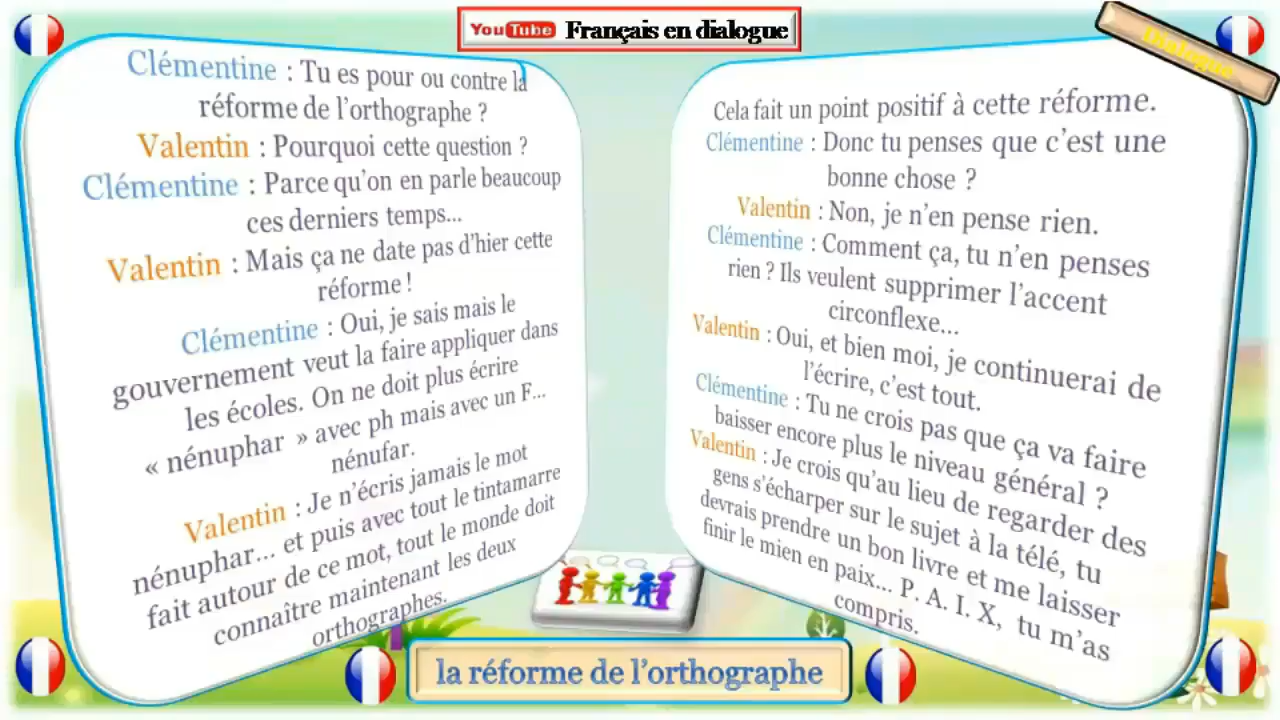 YouTube Français en dialogue
Dialogue
Clémentine : Tu es pour ou contre la
réforme de l'orthographe ?
Valentin : Pourquoi cette question ?
Clémentine : Parce qu'on en parle beaucoup
ces derniers temps...
Valentin : Mais ça ne date pas d'hier cette
réforme !
Clémentine : Oui, je sais mais le
gouvernement veut la faire appliquer dans
les écoles. On ne doit plus écrire
« nénuphar » avec ph mais avec un F...
nénufar.
Valentin : Je n'écris jamais le mot
nénuphar... et puis avec tout le tintamarre
fait autour de ce mot, tout le monde doit
connaître maintenant les deux
orthographes.
Cela fait un point positif à cette réforme.
Clémentine : Donc tu penses que c'est une
bonne chose ?
Valentin : Non, je n'en pense rien.
Clémentine : Comment ça, tu n'en penses
rien ? Ils veulent supprimer l'accent
circonflexe...
Valentin : Oui, et bien moi, je continuerai de
l'écrire, c'est tout.
Clémentine : Tu ne crois pas que ça va faire
baisser encore plus le niveau général ?
Valentin : Je crois qu'au lieu de regarder des
gens s'écharper sur le sujet à la télé, tu
devrais prendre un bon livre et me laisser
finir le mien en paix... P. A. I. X, tu m'as
compris.
la réforme de l'orthographe